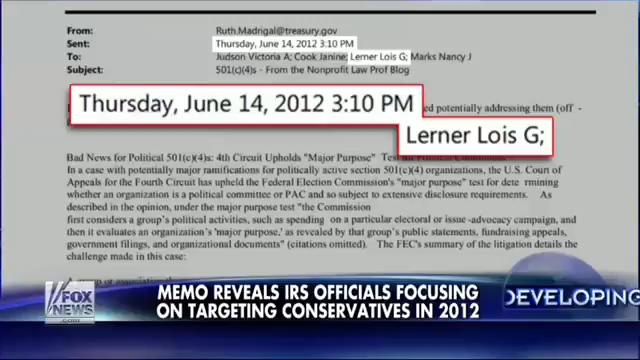 From: Ruth.Madrigal@treasury.gov
Sent: Thursday, June 14, 2012 3:10 PM
To: Judson Victoria A; Cook Janine; Lerner Lois G; Marks Nancy J
Subject: 501(c)(4)s - From the Nonprofit Law Prof Blog
Thursday, June 14, 2012 3:10 PM
ed potentially addressing them (off -
Lerner Lois G;
Bad News for Political 501(c)(4)s: 4th Circuit Upholds "Major Purpose"
In a case with potentially major ramifications for politically active section 501(c)(4) organizations, the U.S. Court of
Appeals for the Fourth Circuit has upheld the Federal Election Commission's "major purpose" test for dete rmining
whether an organization is a political committee or PAC and so subject to extensive disclosure requirements. As
described in the opinion, under the major purpose test "the Commission
first considers a group's political activities, such as spending on a particular electoral or issue-advocacy campaign, and
then it evaluates an organization's 'major purpose,' as revealed by that group's public statements, fundraising appeals,
government filings, and organizational documents" (citations omitted). The FEC's summary of the litigation details the
challenge made in this case:
FOX
NEWS
.com
MEMO REVEALS IRS OFFICIALS FOCUSING
ON TARGETING CONSERVATIVES IN 2012
DEVELOPING